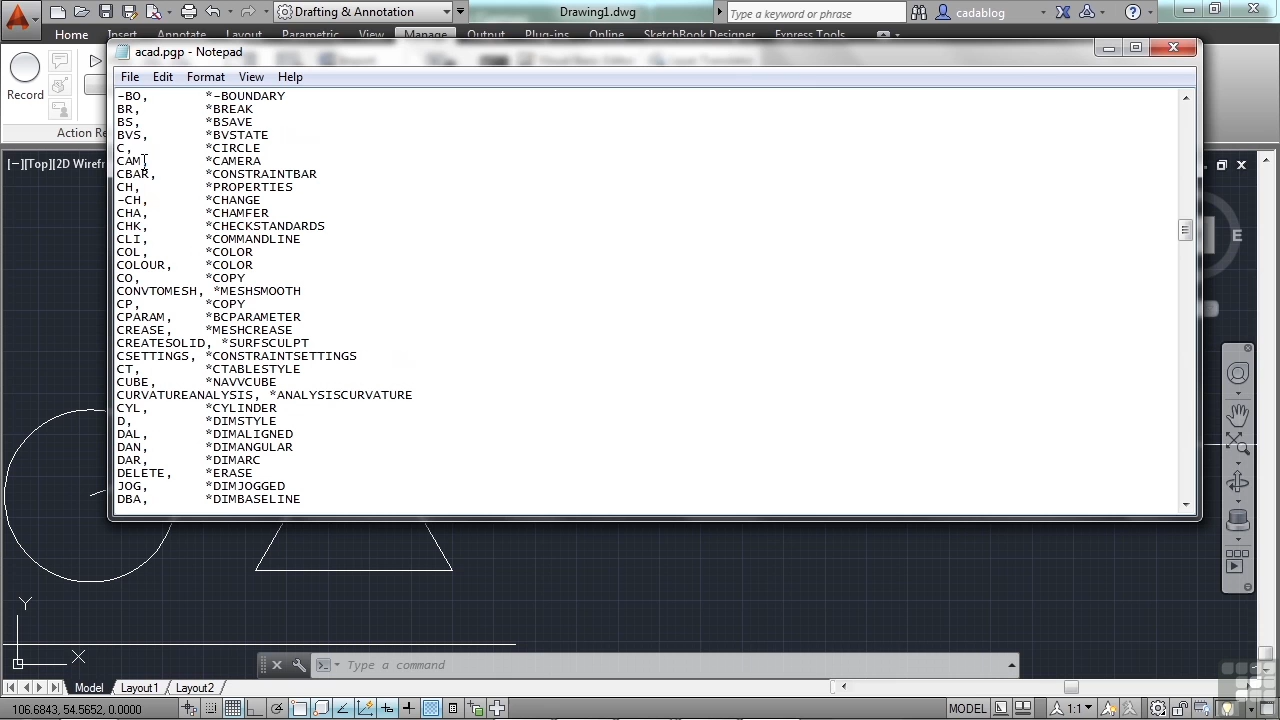 Drafting & Annotation
Drawing1.dwg
Type a keyword or phrase
cadablog
Home
Insert
Annotate
Layout
Parametric
View
Manage
Output
Plug-ins
Online
SketchBook Designer
Express Tools
acad.pgp - Notepad
File Edit Format View Help
Record
Action Re
[−][Top][2D Wirefr
-BO, *-BOUNDARY
BR, *BREAK
BS, *BSAVE
BVS, *BVSTATE
C, *CIRCLE
CAM, *CAMERA
CBAR, *CONSTRAINTBAR
CH, *PROPERTIES
-CH, *CHANGE
CHA, *CHAMFER
CHK, *CHECKSTANDARDS
CLI, *COMMANDLINE
COL, *COLOR
COLOUR, *COLOR
CO, *COPY
CONVTOMESH, *MESHSMOOTH
CP, *COPY
CPARAM, *BCPARAMETER
CREASE, *MESHCREASE
CREATESOLID, *SURFSCULPT
CSETTINGS, *CONSTRAINTSETTINGS
CT, *CTABLESTYLE
CUBE, *NAVVCUBE
CURVATUREANALYSIS, *ANALYSISCURVATURE
CYL, *CYLINDER
D, *DIMSTYLE
DAL, *DIMALIGNED
DAN, *DIMANGULAR
DAR, *DIMARC
DELETE, *ERASE
JOG, *DIMJOGGED
DBA, *DIMBASELINE
E
Y
X
Type a command
Model
Layout1
Layout2
106.6843, 54.5652, 0.0000
MODEL
1:1